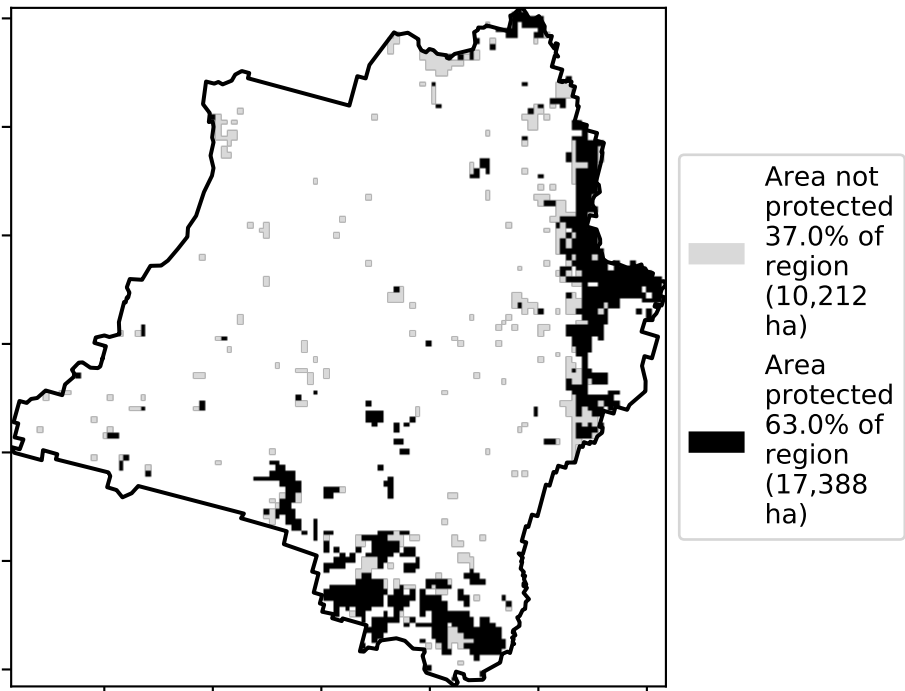 Area not
protected
37.0% of
region
(10,212
ha)
Area
protected
63.0% of
region
(17,388
ha)